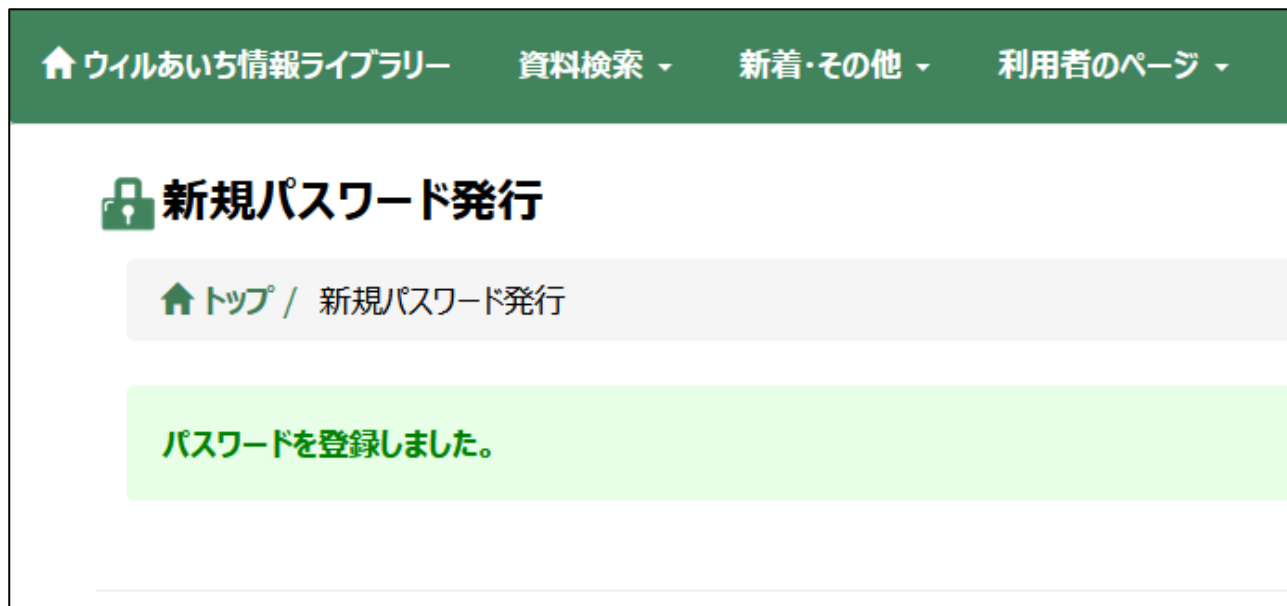 ウィルあいち情報ライブラリー 資料検索 新着・その他 利用者のページ
新規パスワード発行
トップ / 新規パスワード発行
パスワードを登録しました。